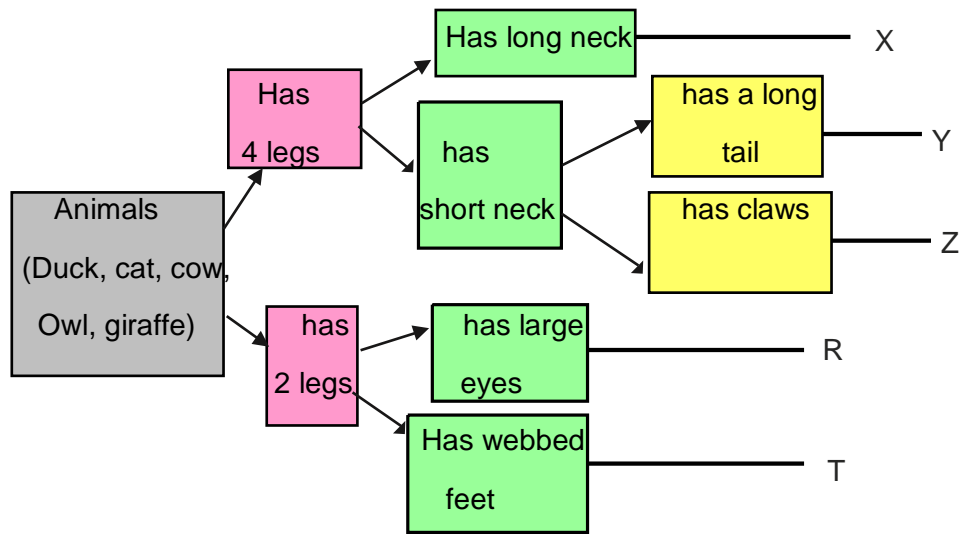 Has long neck
X
Has
4 legs
has a long
tail
Y
has
short neck
has claws
Z
Animals
(Duck, cat, cow,
Owl, giraffe)
has
2 legs
has large
eyes
R
Has webbed
feet
T